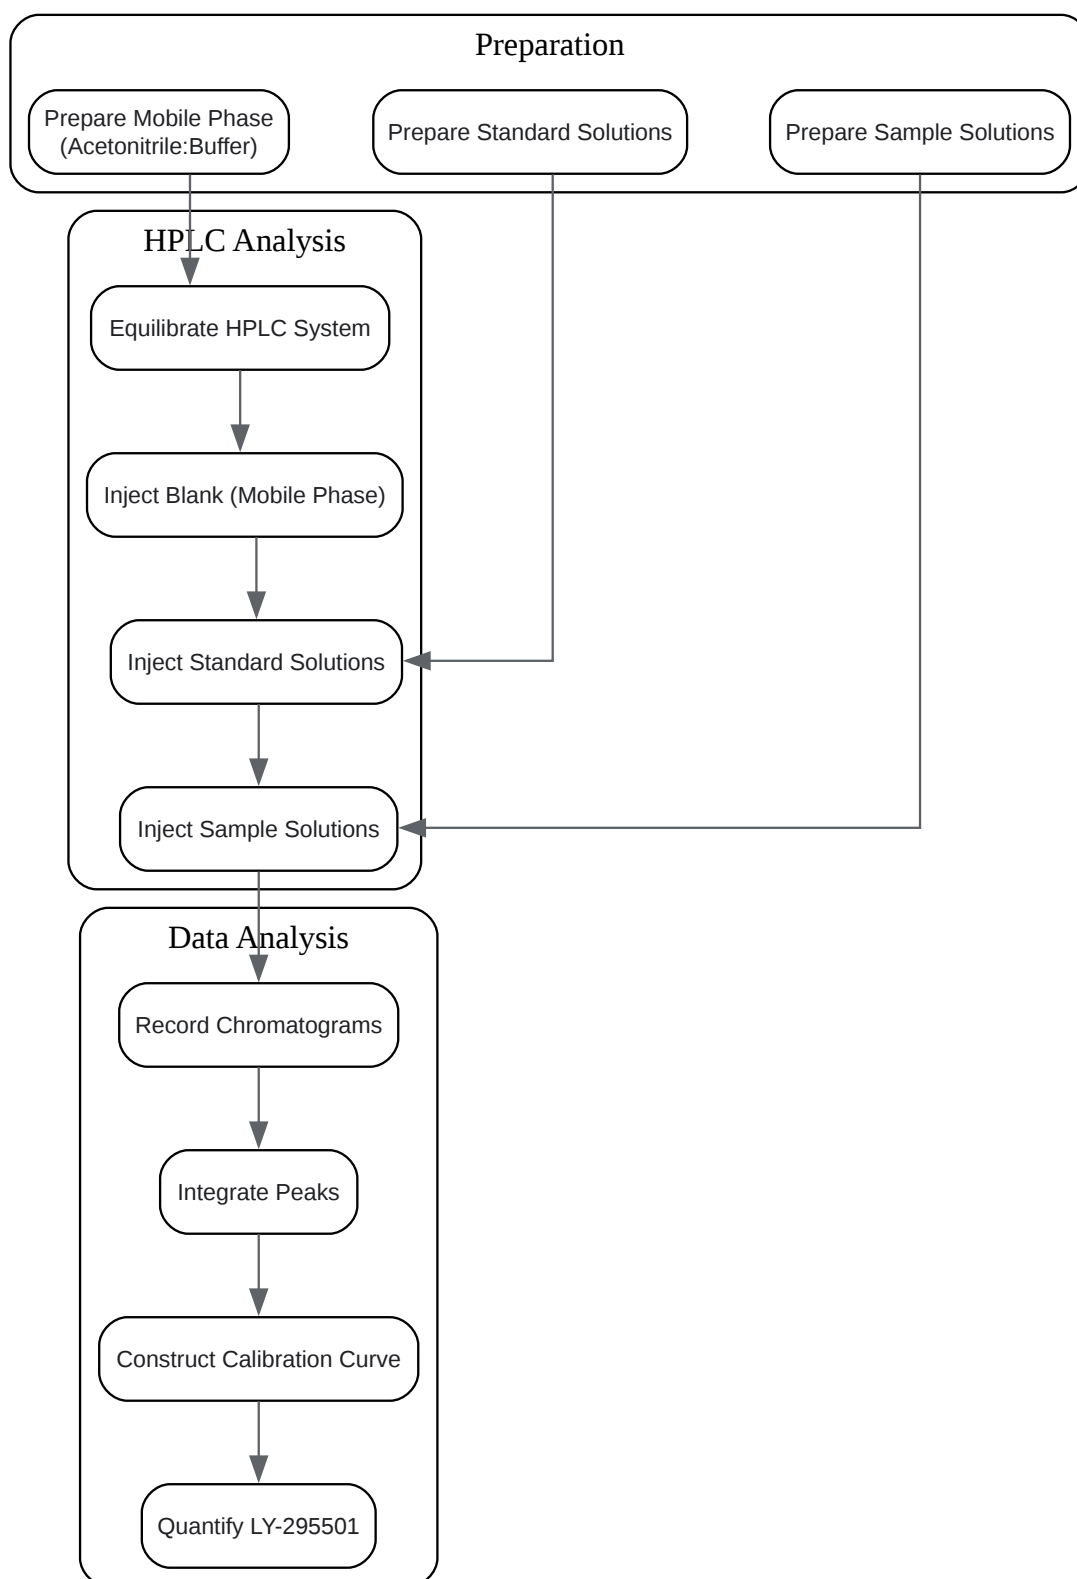 Preparation
Prepare Mobile Phase
(Acetonitrile:Buffer)
Prepare Standard Solutions
Prepare Sample Solutions
HPLC Analysis
Equilibrate HPLC System
Inject Blank (Mobile Phase)
Inject Standard Solutions
Inject Sample Solutions
Data Analysis
Record Chromatograms
Integrate Peaks
Construct Calibration Curve
Quantify LY-295501